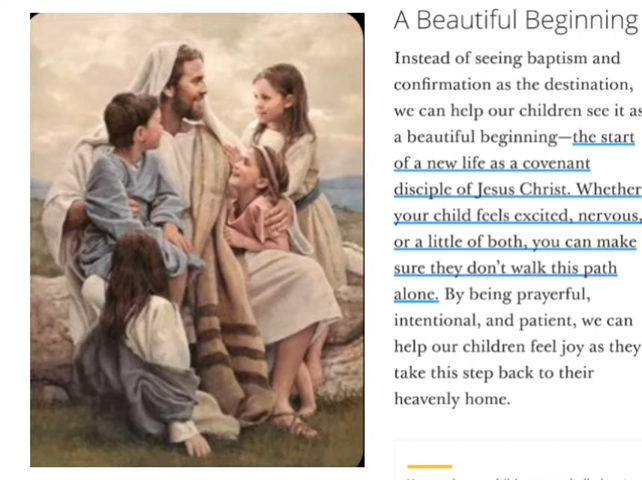 A Beautiful Beginning
Instead of seeing baptism and
confirmation as the destination,
we can help our children see it as
a beautiful beginning—the start
of a new life as a covenant
disciple of Jesus Christ. Whether
your child feels excited, nervous,
or a little of both, you can make
sure they don't walk this path
alone. By being prayerful,
intentional, and patient, we can
help our children feel joy as they
take this step back to their
heavenly home.